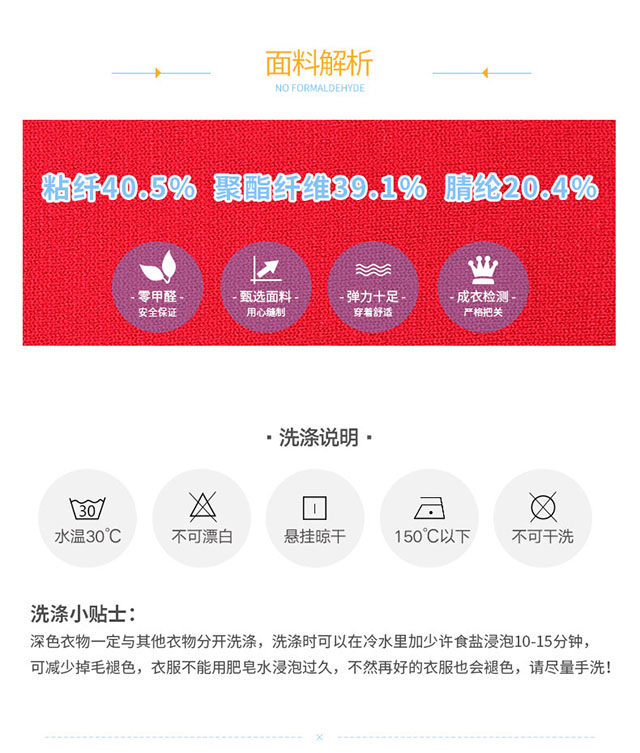 面料解析
NO FORMALDEHYDE
粘纤40.5% 聚酯纤维39.1% 腈纶20.4%
- 零甲醛 - - 甄选面料 - - 弹力十足 - - 成衣检测 -
安全保证 用心缝制 穿着舒适 严格把关
· 洗涤说明 ·
30
水温30℃ 不可漂白 悬挂晾干 150℃以下 不可干洗
洗涤小贴士：
深色衣物一定与其他衣物分开洗涤，洗涤时可以在冷水里加少许食盐浸泡10-15分钟，
可减少掉毛褪色，衣服不能用肥皂水浸泡过久，不然再好的衣服也会褪色，请尽量手洗！